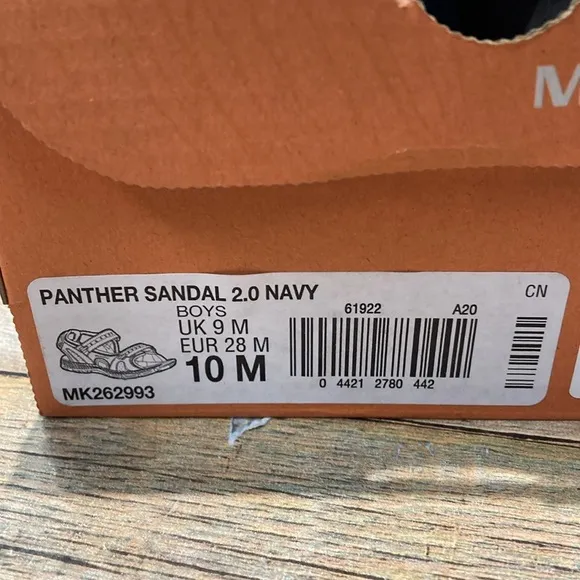 M
PANTHER SANDAL 2.0 NAVY
CN
BOYS
UK 9 M
EUR 28 M
10 M
MK262993
61922 A20
0 4421 2780 442